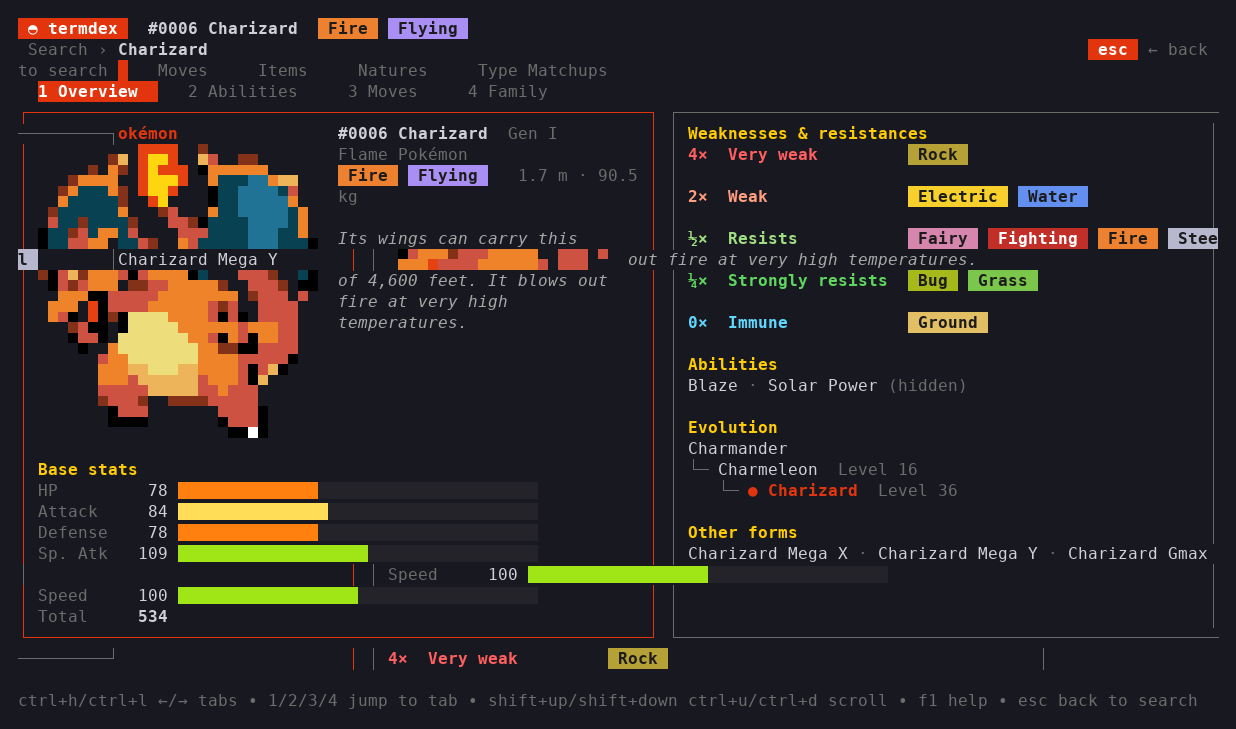 termdex #0006 Charizard Fire Flying
Search › Charizard esc ← back
to search Moves Items Natures Type Matchups
1 Overview 2 Abilities 3 Moves 4 Family
okémon #0006 Charizard Gen I Weaknesses & resistances
Flame Pokémon 4× Very weak Rock
Fire Flying 1.7 m · 90.5
kg 2× Weak Electric Water
Its wings can carry this ½× Resists Fairy Fighting Fire Stee
l Charizard Mega Y out fire at very high temperatures.
of 4,600 feet. It blows out ¼× Strongly resists Bug Grass
fire at very high
temperatures. 0× Immune Ground
Abilities
Blaze · Solar Power (hidden)
Evolution
Charmander
Base stats └─ Charmeleon Level 16
HP 78 └─ ● Charizard Level 36
Attack 84
Defense 78 Other forms
Sp. Atk 109 Charizard Mega X · Charizard Mega Y · Charizard Gmax
Speed 100
Speed 100
Total 534
4× Very weak Rock
ctrl+h/ctrl+l ←/→ tabs • 1/2/3/4 jump to tab • shift+up/shift+down ctrl+u/ctrl+d scroll • f1 help • esc back to search